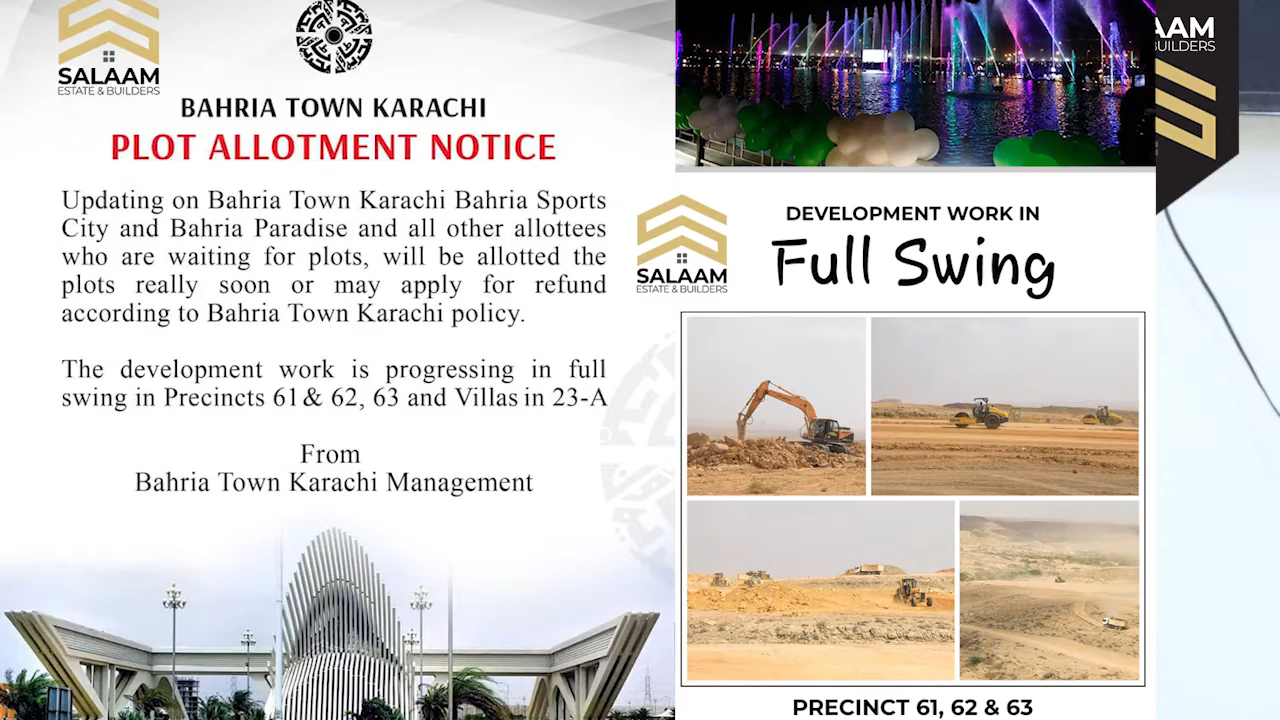 SALAAM
ESTATE & BUILDERS
BAHRIA TOWN KARACHI
PLOT ALLOTMENT NOTICE
Updating on Bahria Town Karachi Bahria Sports
City and Bahria Paradise and all other allottees
who are waiting for plots, will be allotted the
plots really soon or may apply for refund
according to Bahria Town Karachi policy.
The development work is progressing in full
swing in Precincts 61 & 62, 63 and Villas in 23-A
From
Bahria Town Karachi Management
SALAAM
ESTATE & BUILDERS
DEVELOPMENT WORK IN
Full Swing
PRECINCT 61, 62 & 63
AAM
BUILDERS